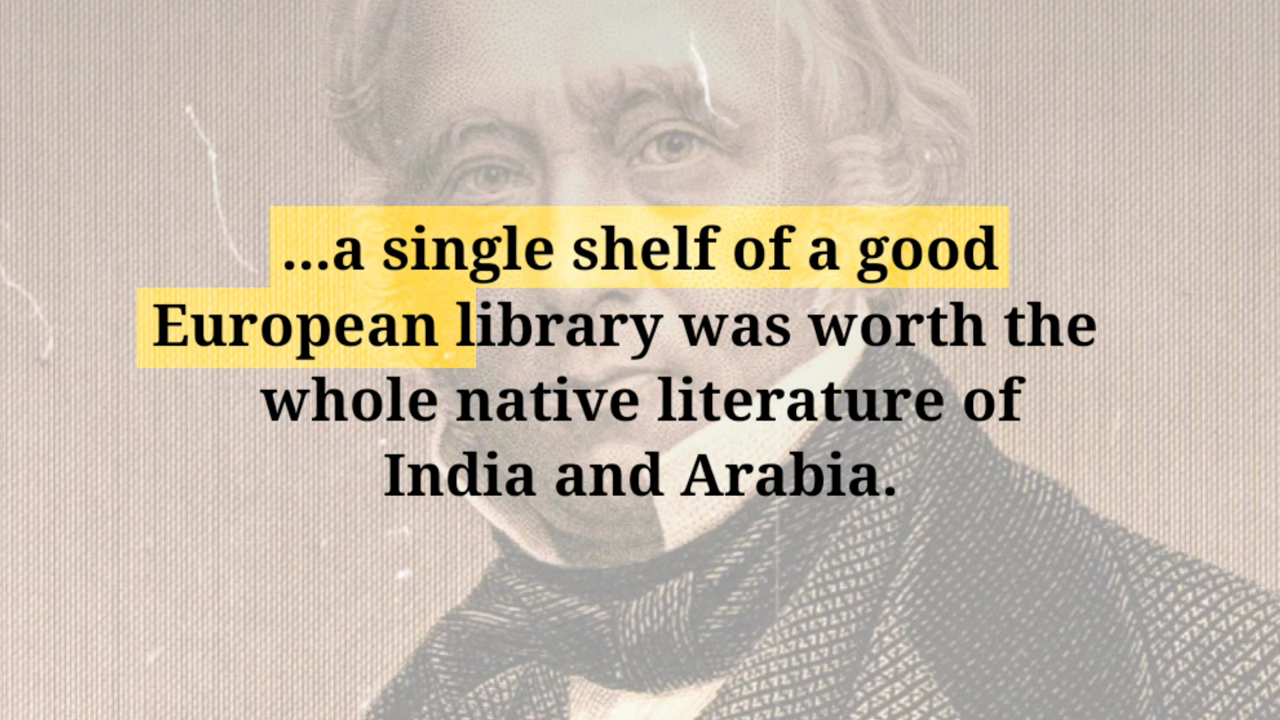 ...a single shelf of a good
European library was worth the
whole native literature of
India and Arabia.